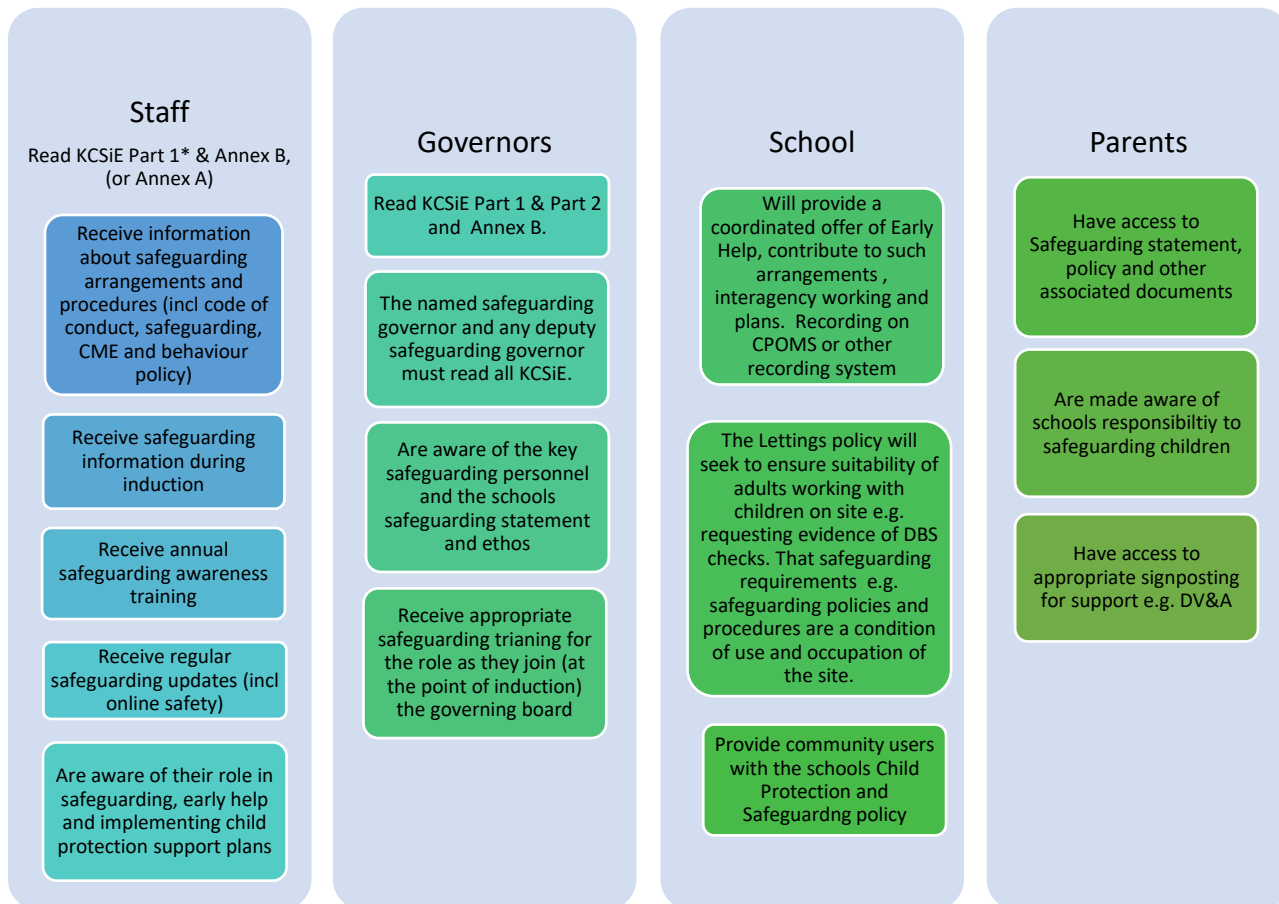 Staff
Read KCSiE Part 1* & Annex B,
(or Annex A)
Receive information
about safeguarding
arrangements and
procedures (incl code of
conduct, safeguarding,
CME and behaviour
policy)
Receive safeguarding
information during
induction
Receive annual
safeguarding awareness
training
Receive regular
safeguarding updates (incl
online safety)
Are aware of their role in
safeguarding, early help
and implementing child
protection support plans
Governors
Read KCSiE Part 1 & Part 2
and Annex B.
The named safeguarding
governor and any deputy
safeguarding governor
must read all KCSiE.
Are aware of the key
safeguarding personnel
and the schools
safeguarding statement
and ethos
Receive appropriate
safeguarding trianing for
the role as they join (at
the point of induction)
the governing board
School
Will provide a
coordinated offer of Early
Help, contribute to such
arrangements ,
interagency working and
plans. Recording on
CPOMS or other
recording system
The Lettings policy will
seek to ensure suitability of
adults working with
children on site e.g.
requesting evidence of DBS
checks. That safeguarding
requirements e.g.
safeguarding policies and
procedures are a condition
of use and occupation of
the site.
Provide community users
with the schools Child
Protection and
Safeguardng policy
Parents
Have access to
Safeguarding statement,
policy and other
associated documents
Are made aware of
schools responsibiltiy to
safeguarding children
Have access to
appropriate signposting
for support e.g. DV&A